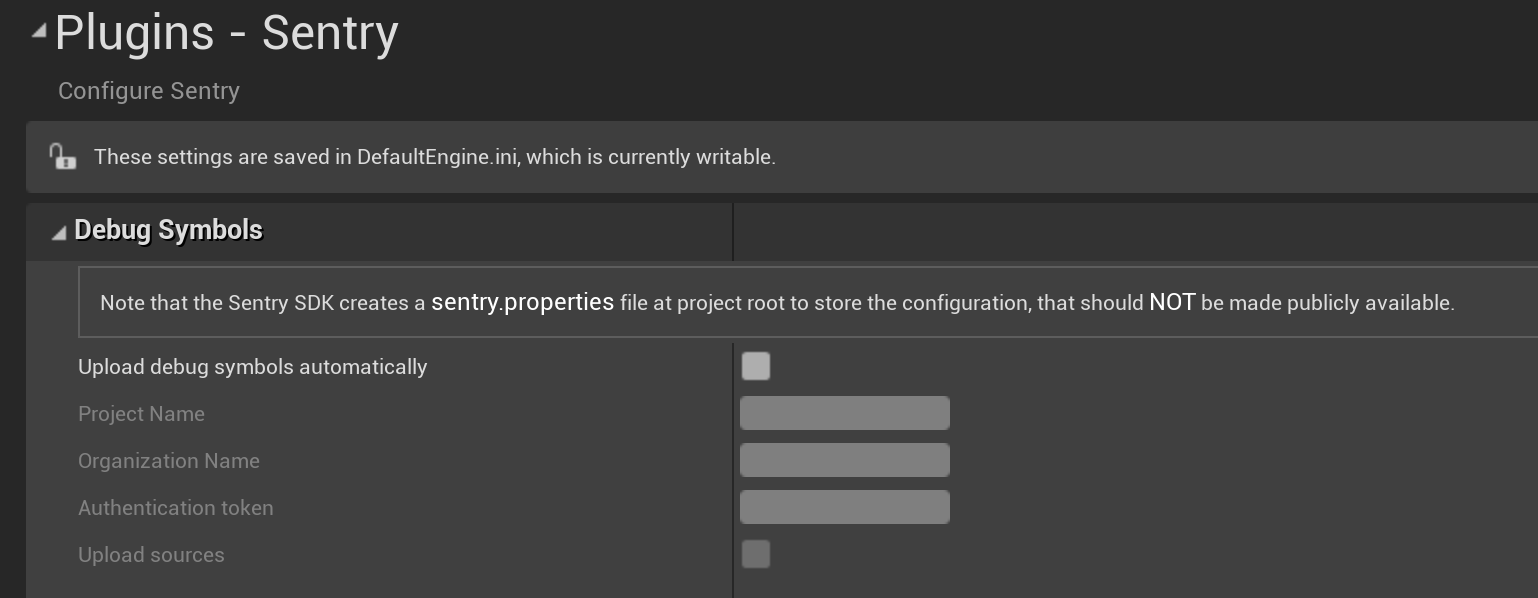 Plugins - Sentry
Configure Sentry
These settings are saved in DefaultEngine.ini, which is currently writable.
Debug Symbols
Note that the Sentry SDK creates a sentry.properties file at project root to store the configuration, that should NOT be made publicly available.
Upload debug symbols automatically
Project Name
Organization Name
Authentication token
Upload sources